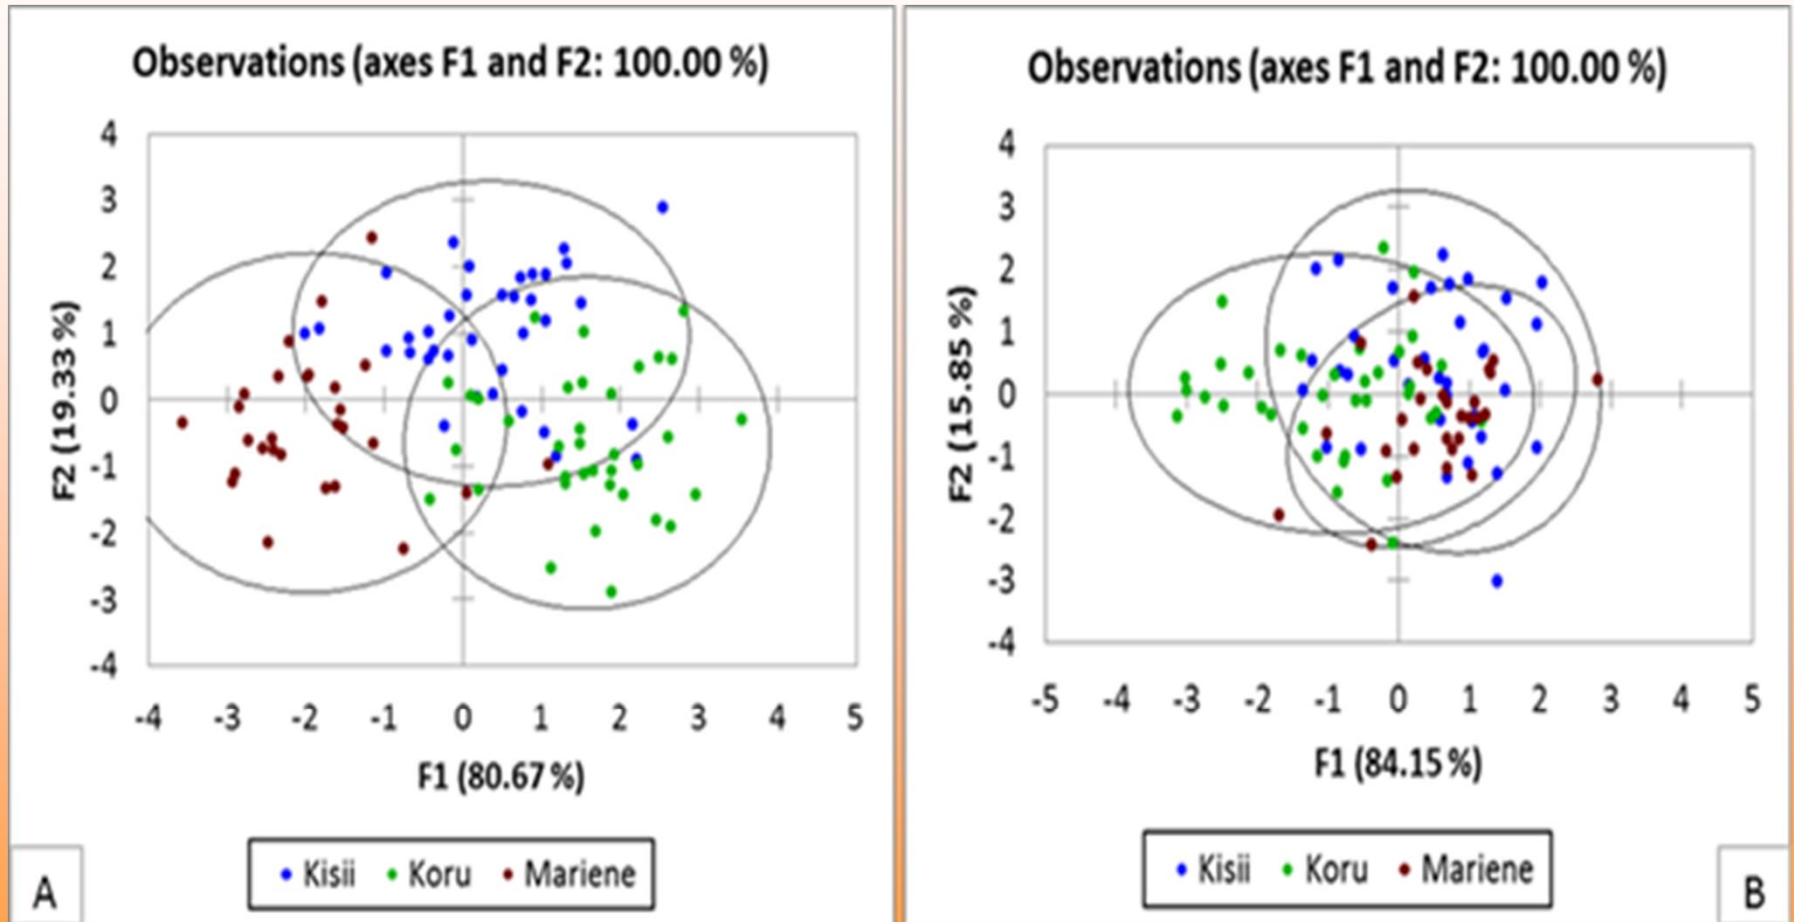 Observations (axes F1 and F2: 100.00 %)
4
3
2
1
0
-1
-2
-3
-4
F2 (19.33 %)
-4 -3 -2 -1 0 1 2 3 4 5
F1 (80.67 %)
Kisii Koru Mariene
A
Observations (axes F1 and F2: 100.00 %)
4
3
2
1
0
-1
-2
-3
-4
F2 (15.85 %)
-5 -4 -3 -2 -1 0 1 2 3 4 5
F1 (84.15 %)
Kisii Koru Mariene
B